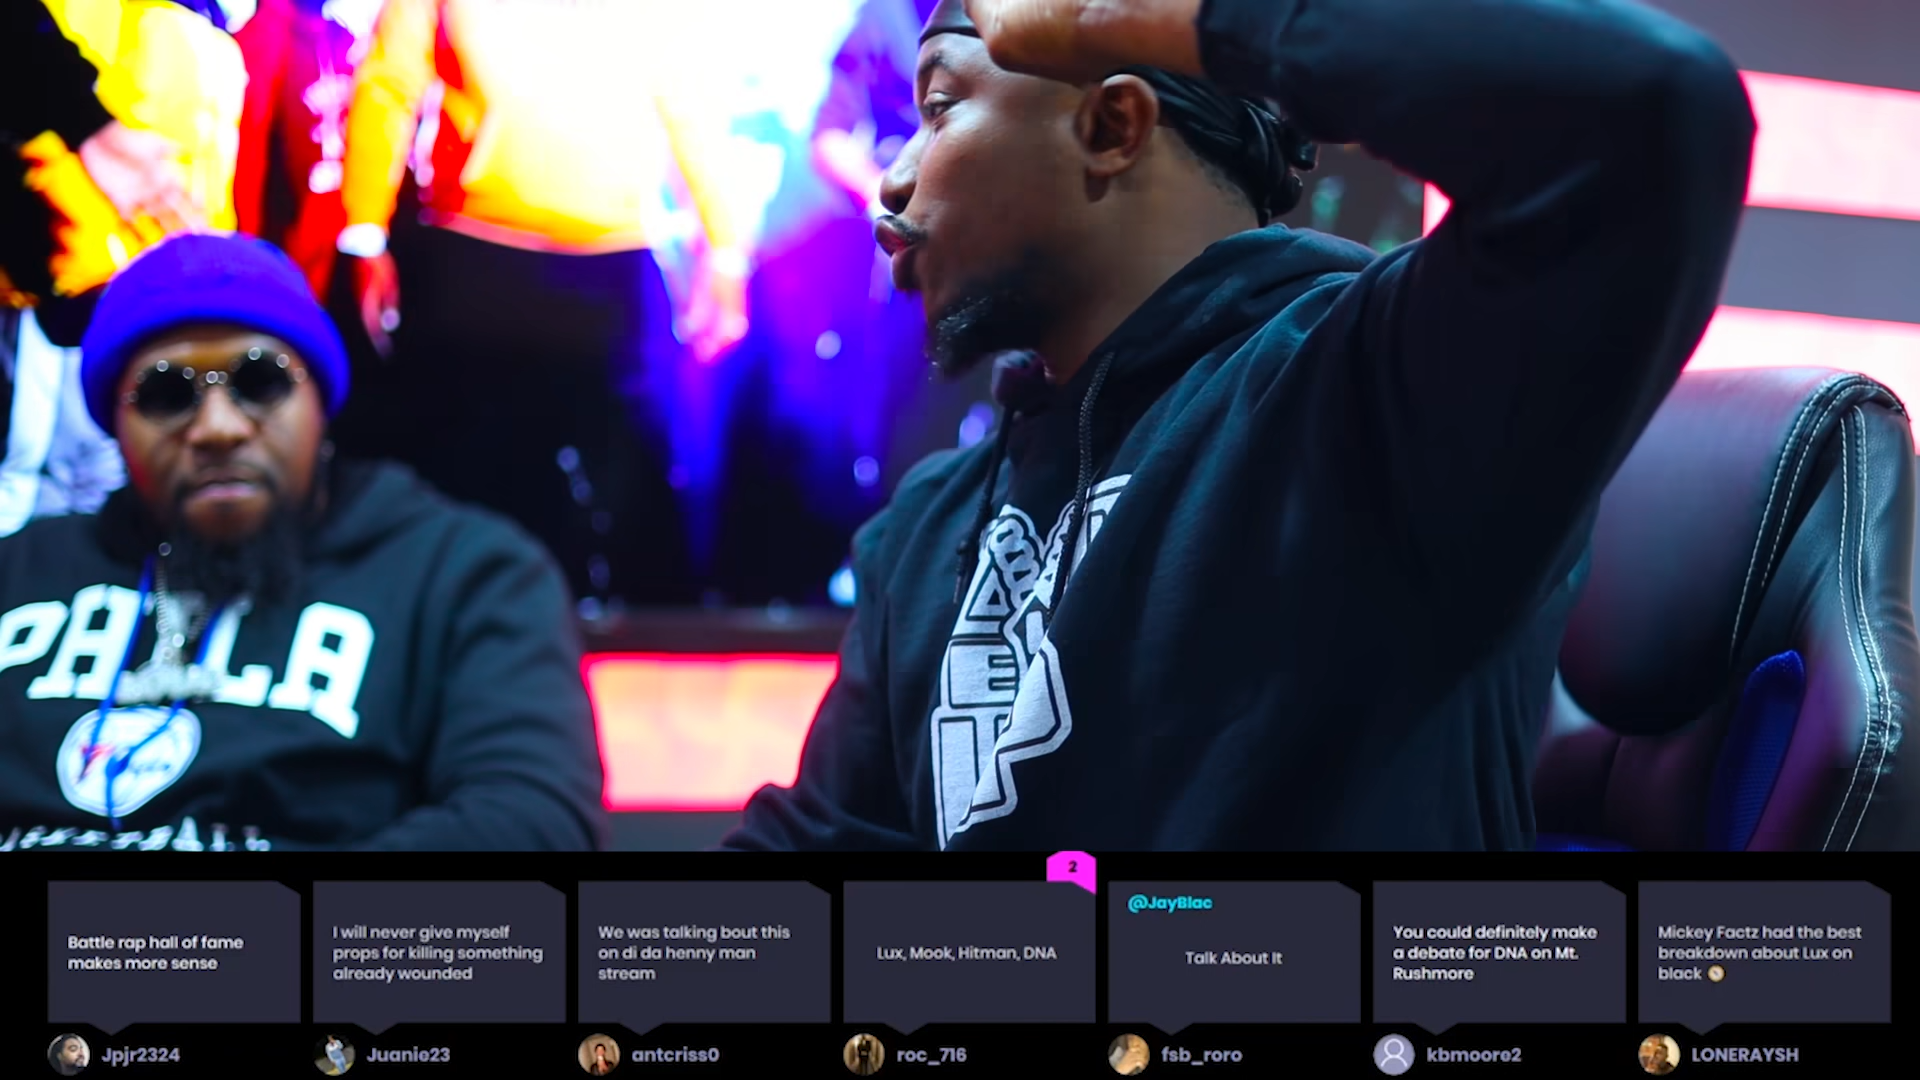 PHILA
2
Battle rap hall of fame
makes more sense
Jpjr2324
I will never give myself
props for killing something
already wounded
Juanie23
We was talking bout this
on di da henny man
stream
antcriss0
Lux, Mook, Hitman, DNA
roc_716
@JayBlac
Talk About It
fsb_roro
You could definitely make
a debate for DNA on Mt.
Rushmore
kbmoore2
Mickey Factz had the best
breakdown about Lux on
black
LONERAYSH